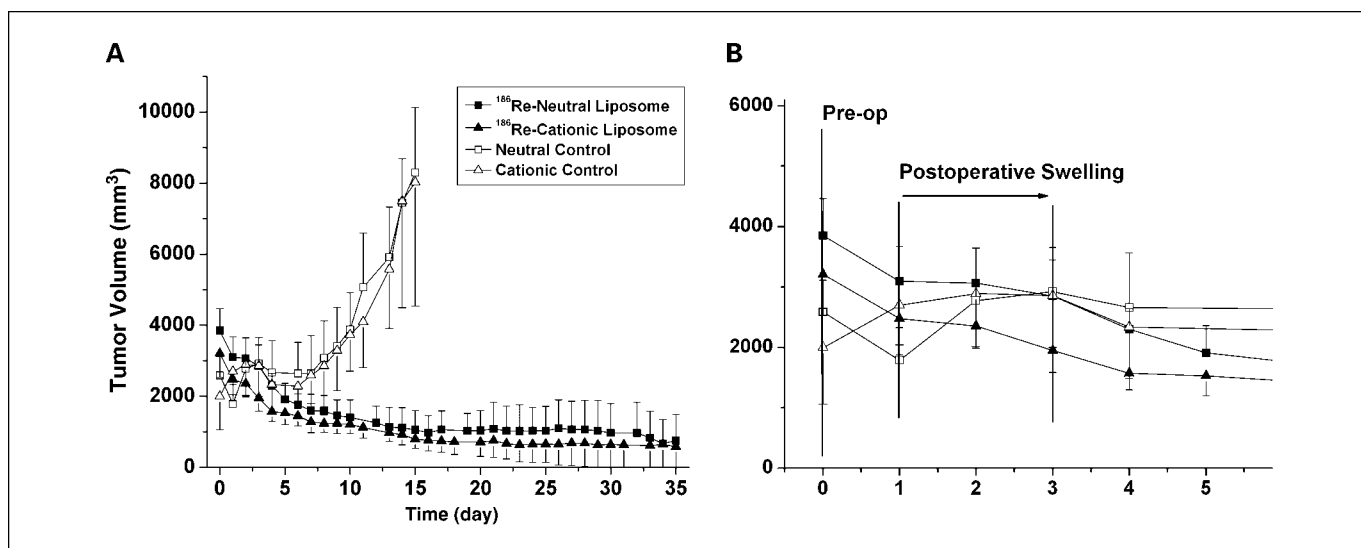 A
B
10000
8000
6000
4000
2000
0
Tumor Volume (mm³)
¹⁸⁶Re-Neutral Liposome
¹⁸⁶Re-Cationic Liposome
Neutral Control
Cationic Control
0 5 10 15 20 25 30 35
Time (day)
6000
4000
2000
0
Pre-op
Postoperative Swelling
0 1 2 3 4 5